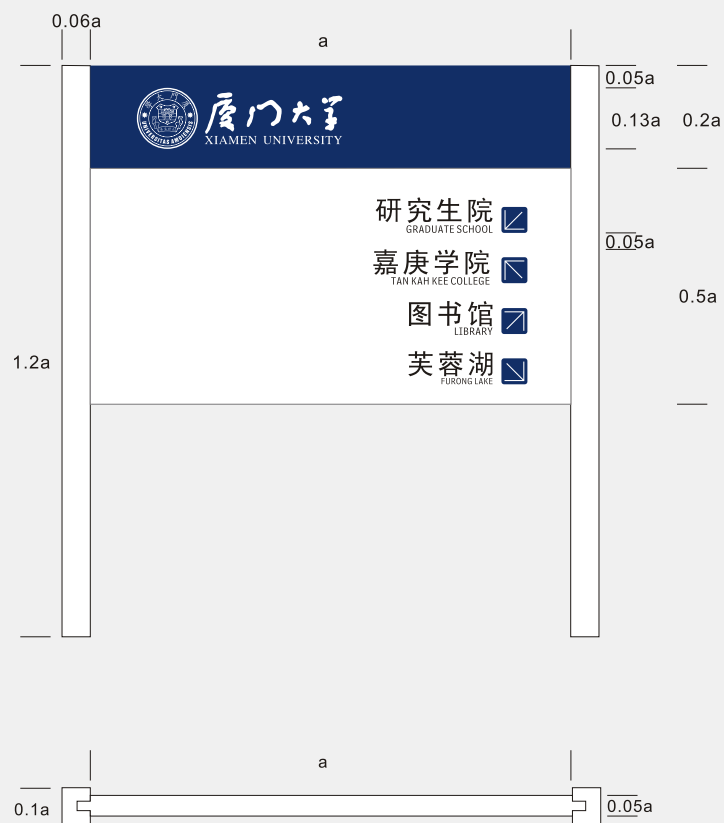 0.06a
a
0.05a
0.13a
0.2a
厦门大学
XIAMEN UNIVERSITY
UNIVERSITAS AMOIENSIS
研究生院
GRADUATE SCHOOL
0.05a
嘉庚学院
TAN KAH KEE COLLEGE
0.5a
图书馆
LIBRARY
1.2a
芙蓉湖
FURONG LAKE
a
0.1a
0.05a